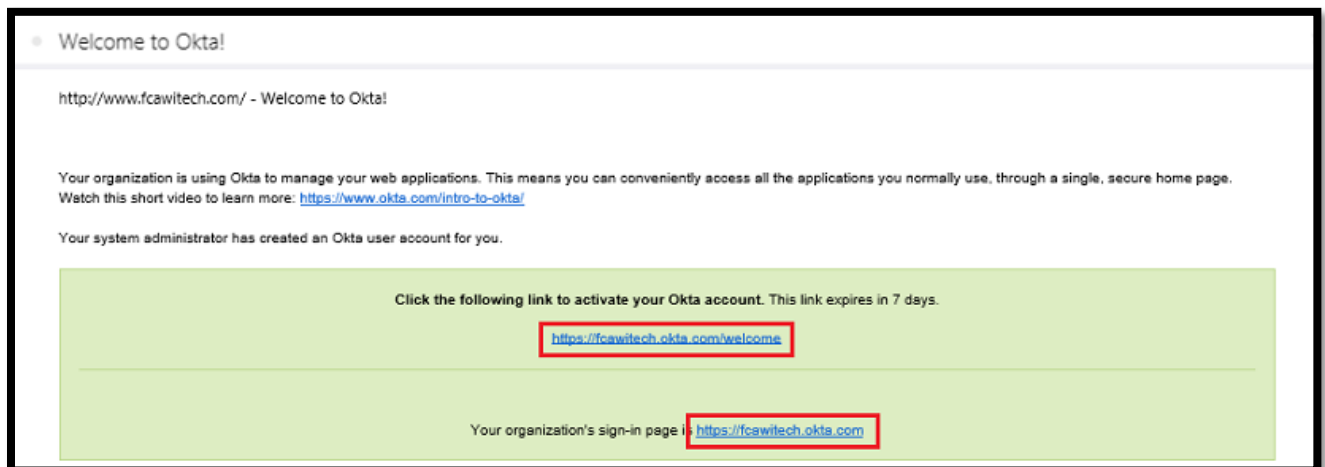 Welcome to Okta!
http://www.fcawitech.com/ - Welcome to Okta!
Your organization is using Okta to manage your web applications. This means you can conveniently access all the applications you normally use, through a single, secure home page.
Watch this short video to learn more: https://www.okta.com/intro-to-okta/
Your system administrator has created an Okta user account for you.
Click the following link to activate your Okta account. This link expires in 7 days.
https://fcawitech.okta.com/welcome
Your organization's sign-in page is https://fcawitech.okta.com